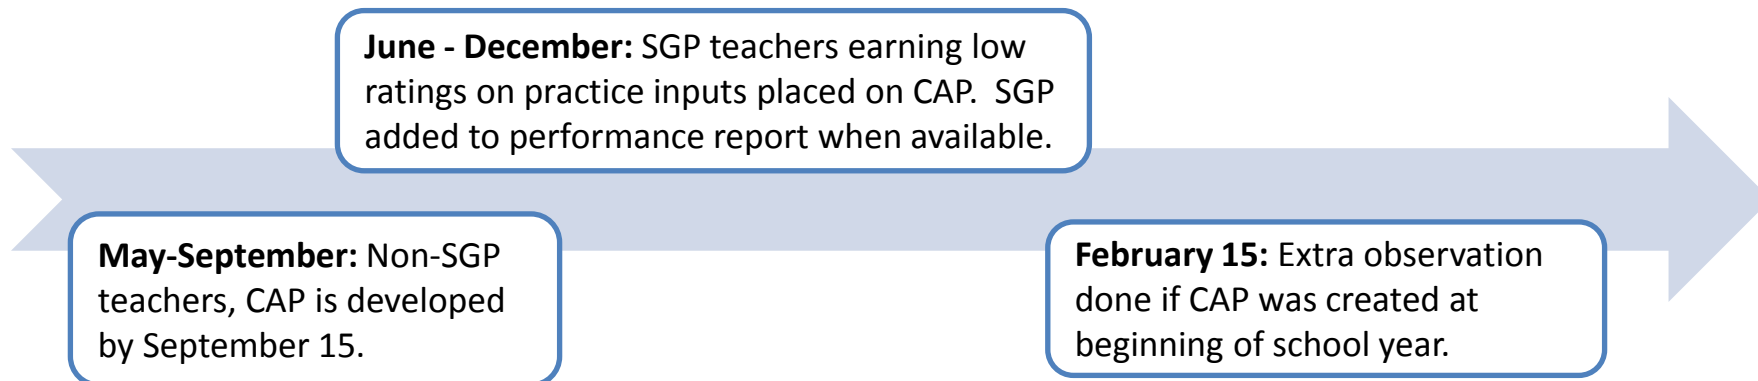 June - December: SGP teachers earning low
ratings on practice inputs placed on CAP.  SGP
added to performance report when available.
May-September: Non-SGP
teachers, CAP is developed
by September 15.
February 15: Extra observation
done if CAP was created at
beginning of school year.